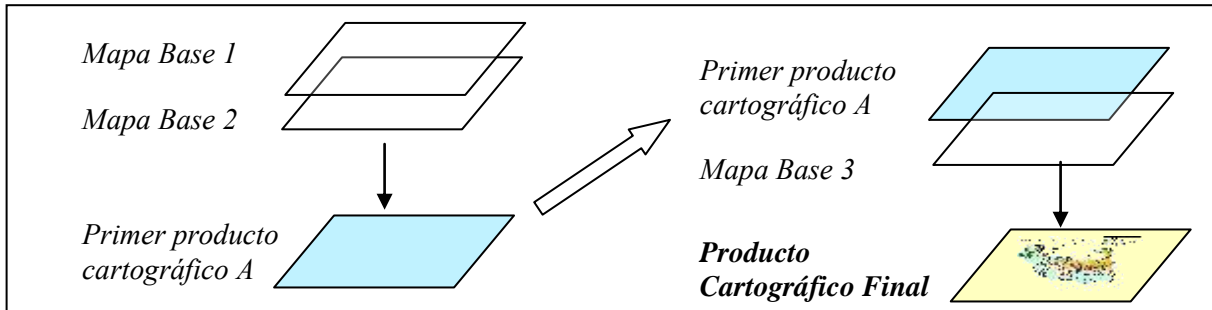 Mapa Base 1
Mapa Base 2
Primer producto
cartográfico A
Primer producto
cartográfico A
Mapa Base 3
Producto
Cartográfico Final